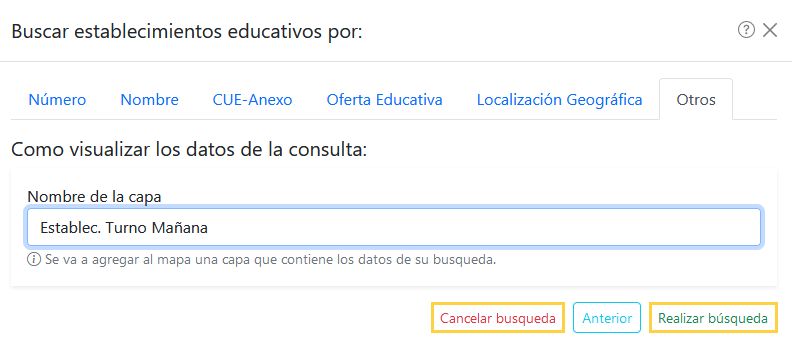 Buscar establecimientos educativos por:
Número Nombre CUE-Anexo Oferta Educativa Localización Geográfica Otros
Como visualizar los datos de la consulta:
Nombre de la capa
Establec. Turno Mañana
Se va a agregar al mapa una capa que contiene los datos de su busqueda.
Cancelar busqueda Anterior Realizar búsqueda